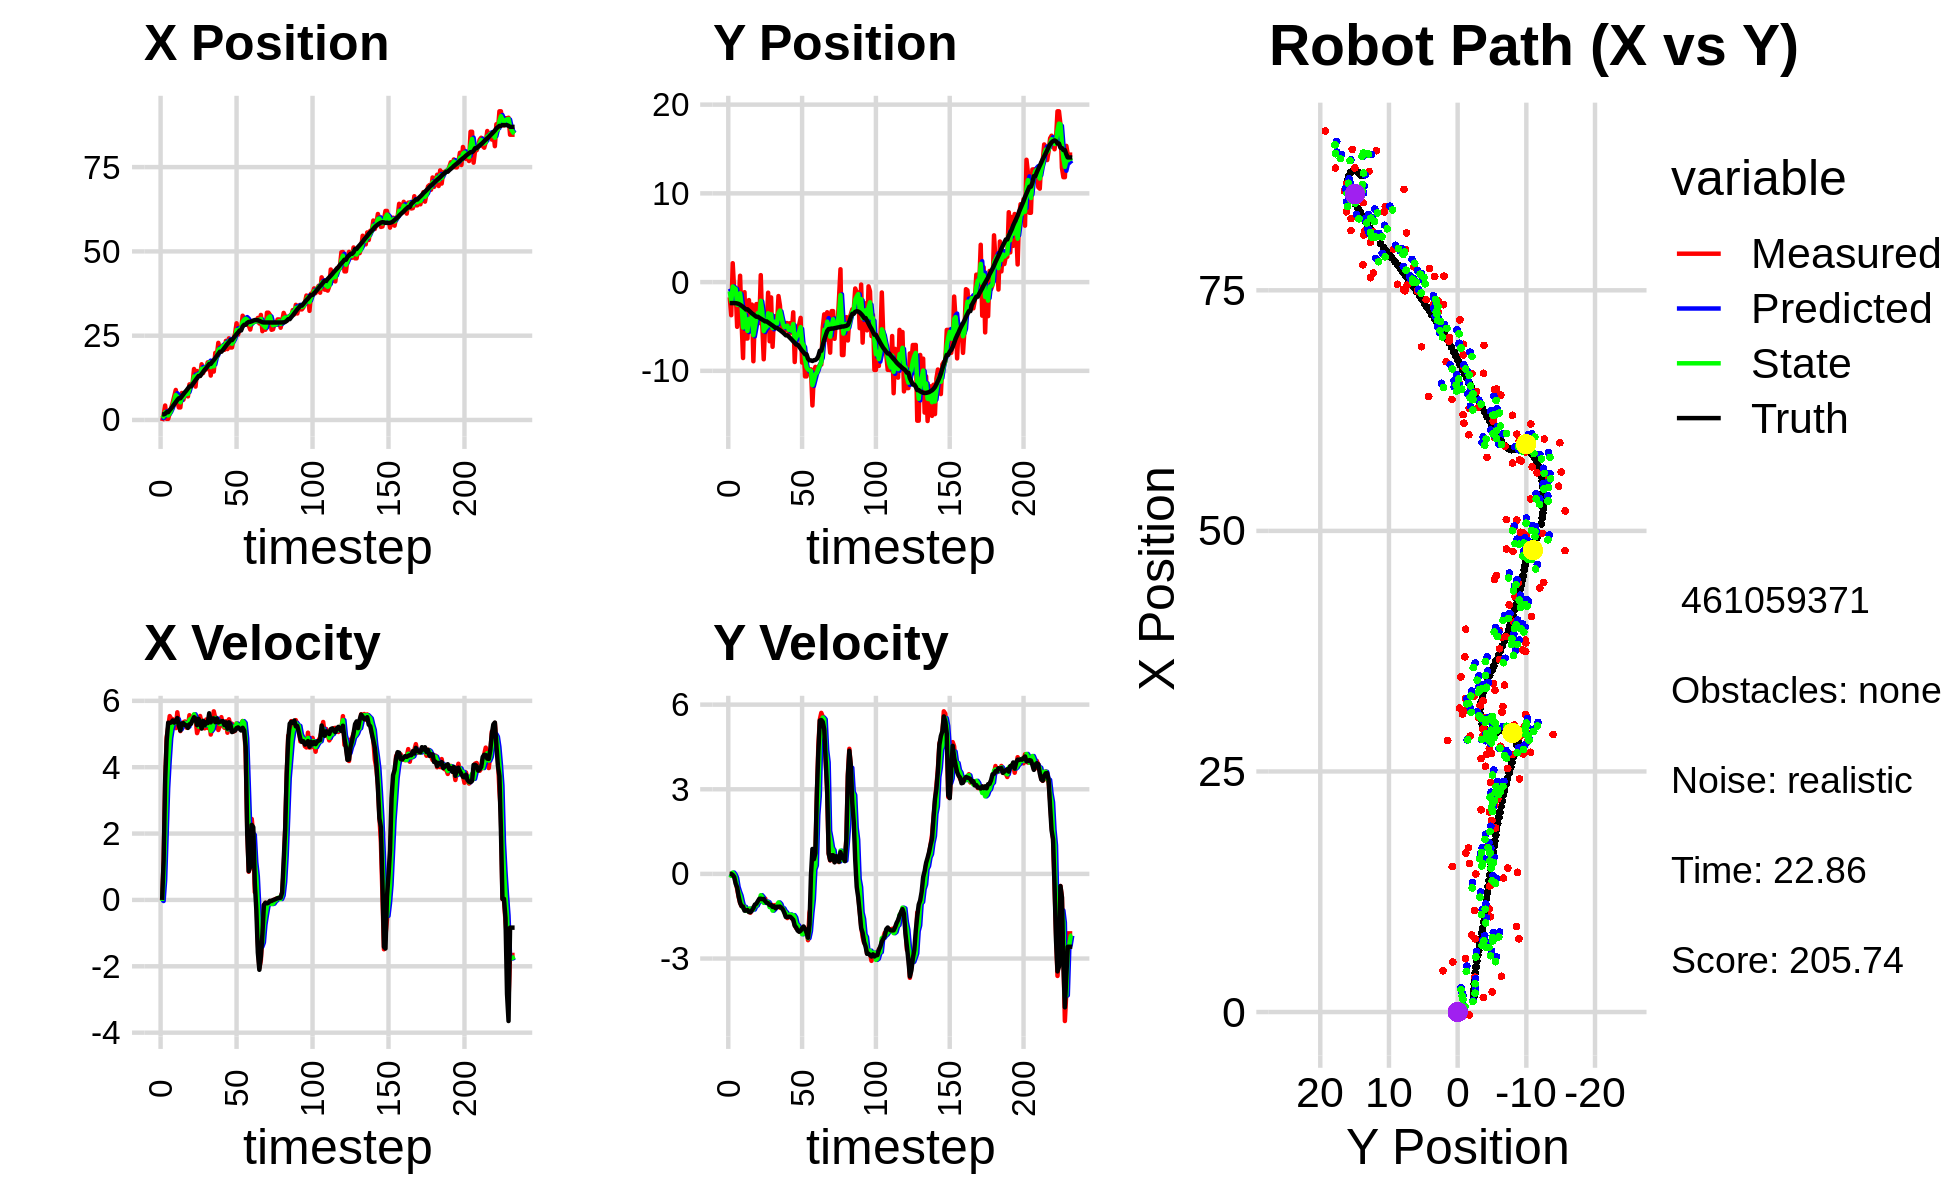 X Position
75
50
25
0
0
50
100
150
200
timestep
Y Position
20
10
0
-10
0
50
100
150
200
timestep
X Velocity
6
4
2
0
-2
-4
0
50
100
150
200
timestep
Y Velocity
6
3
0
-3
0
50
100
150
200
timestep
Robot Path (X vs Y)
X Position
75
50
25
0
20 10 0 -10 -20
Y Position
variable
Measured
Predicted
State
Truth
461059371
Obstacles: none
Noise: realistic
Time: 22.86
Score: 205.74